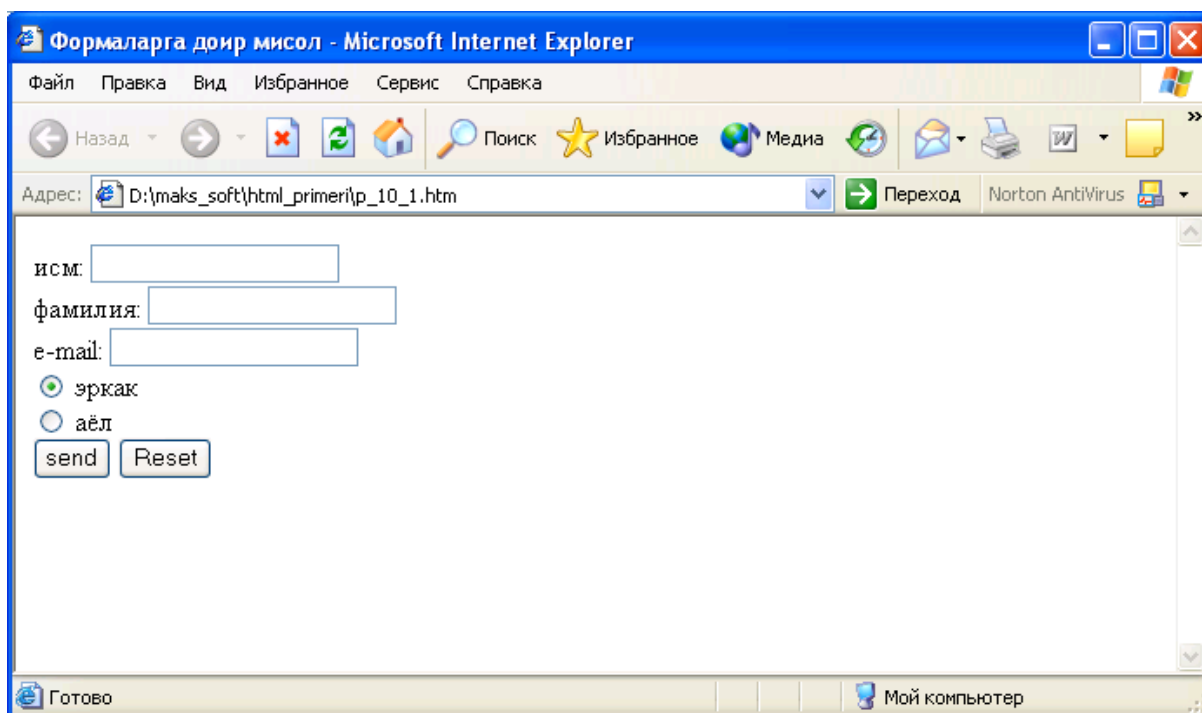 Формаларга доир мисол - Microsoft Internet Explorer
Файл Правка Вид Избранное Сервис Справка
Назад Поиск Избранное Медиа W »
Адрес: D:\maks_soft\html_primeri\p_10_1.htm Переход Norton AntiVirus
исм:
фамилия:
e-mail:
эркак
аёл
send Reset
Готово Мой компьютер